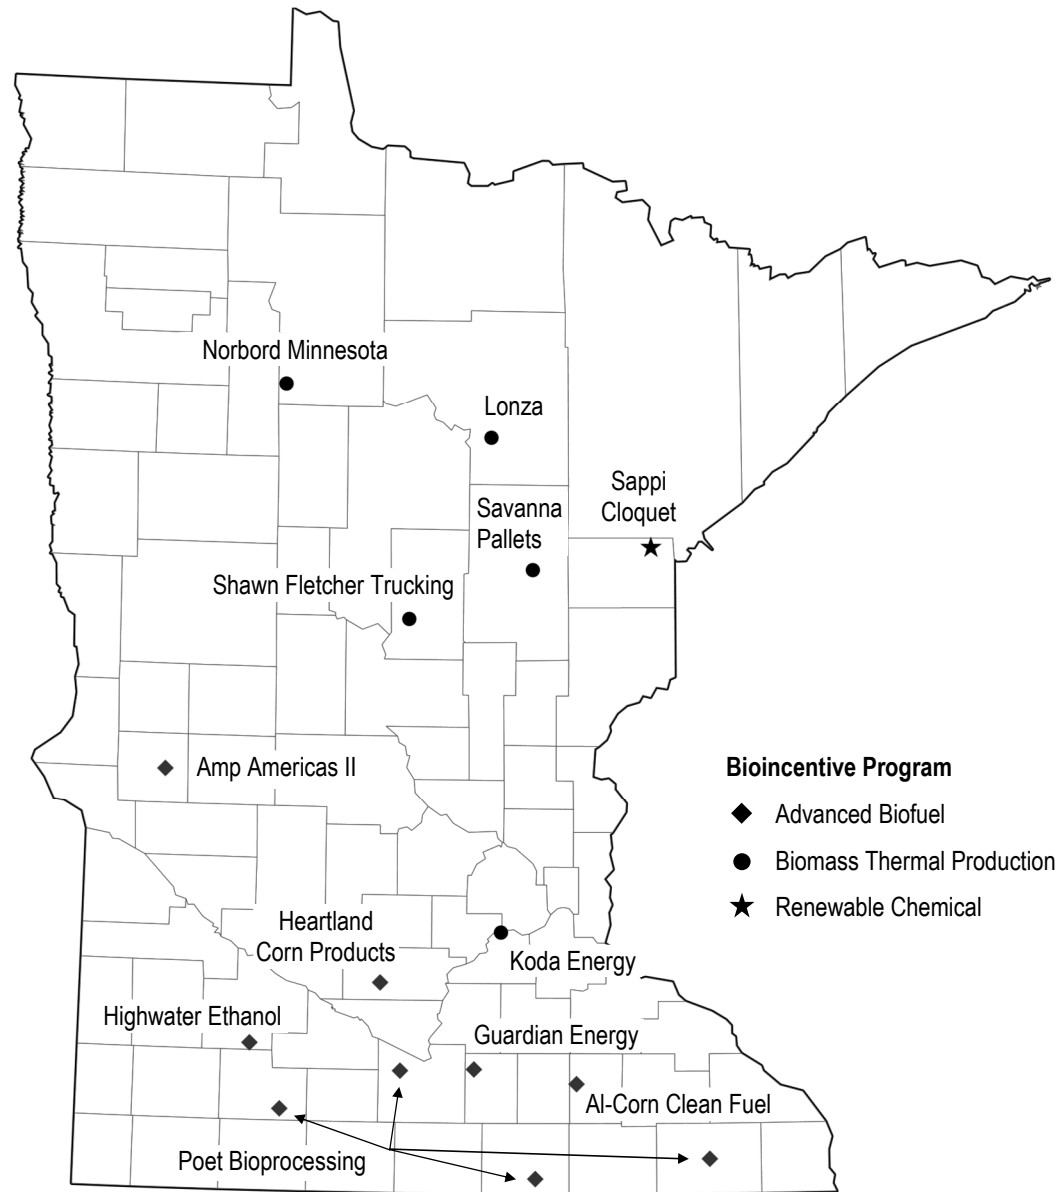 Norbord Minnesota
Lonza
Sappi
Cloquet
Savanna
Pallets
Shawn Fletcher Trucking
Amp Americas II
Bioincentive Program
Advanced Biofuel
Biomass Thermal Production
Renewable Chemical
Heartland
Corn Products
Koda Energy
Highwater Ethanol
Guardian Energy
Al-Corn Clean Fuel
Poet Bioprocessing